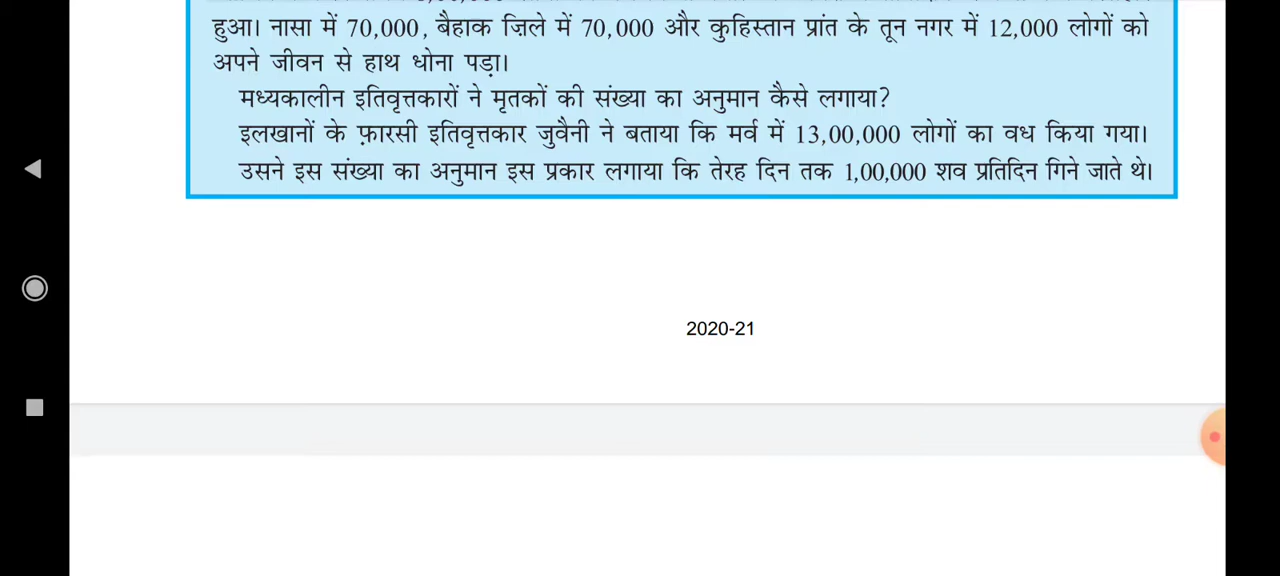 हुआ। नासा में 70,000, बैहाक ज़िले में 70,000 और कुहिस्तान प्रांत के तून नगर में 12,000 लोगों को
अपने जीवन से हाथ धोना पड़ा।
मध्यकालीन इतिवृत्तकारों ने मृतकों की संख्या का अनुमान कैसे लगाया?
इलखानों के फ़ारसी इतिवृत्तकार जुवैनी ने बताया कि मर्व में 13,00,000 लोगों का वध किया गया।
उसने इस संख्या का अनुमान इस प्रकार लगाया कि तेरह दिन तक 1,00,000 शव प्रतिदिन गिने जाते थे।
2020-21